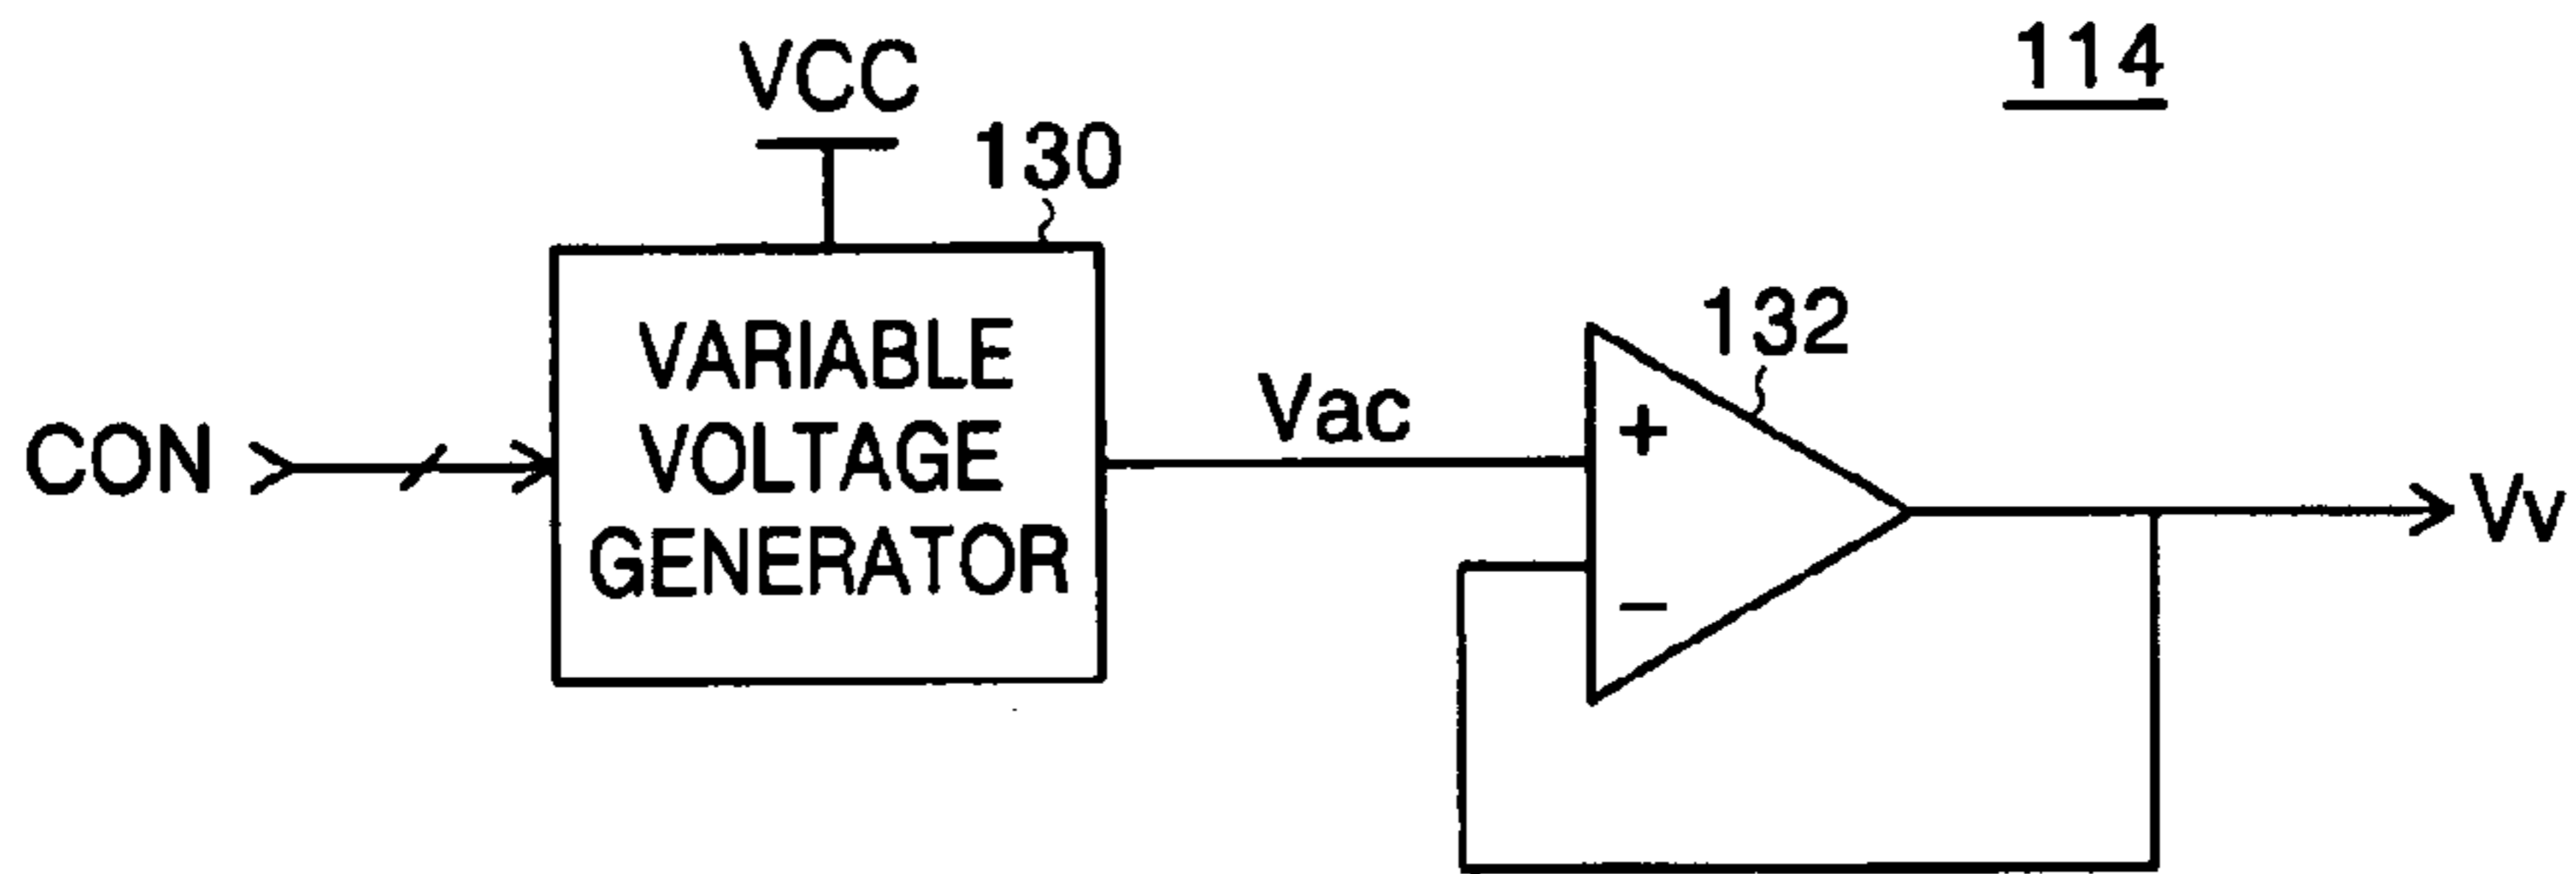 114
VCC
130
VARIABLE
VOLTAGE
GENERATOR
CON
Vac
132
+
−
Vv